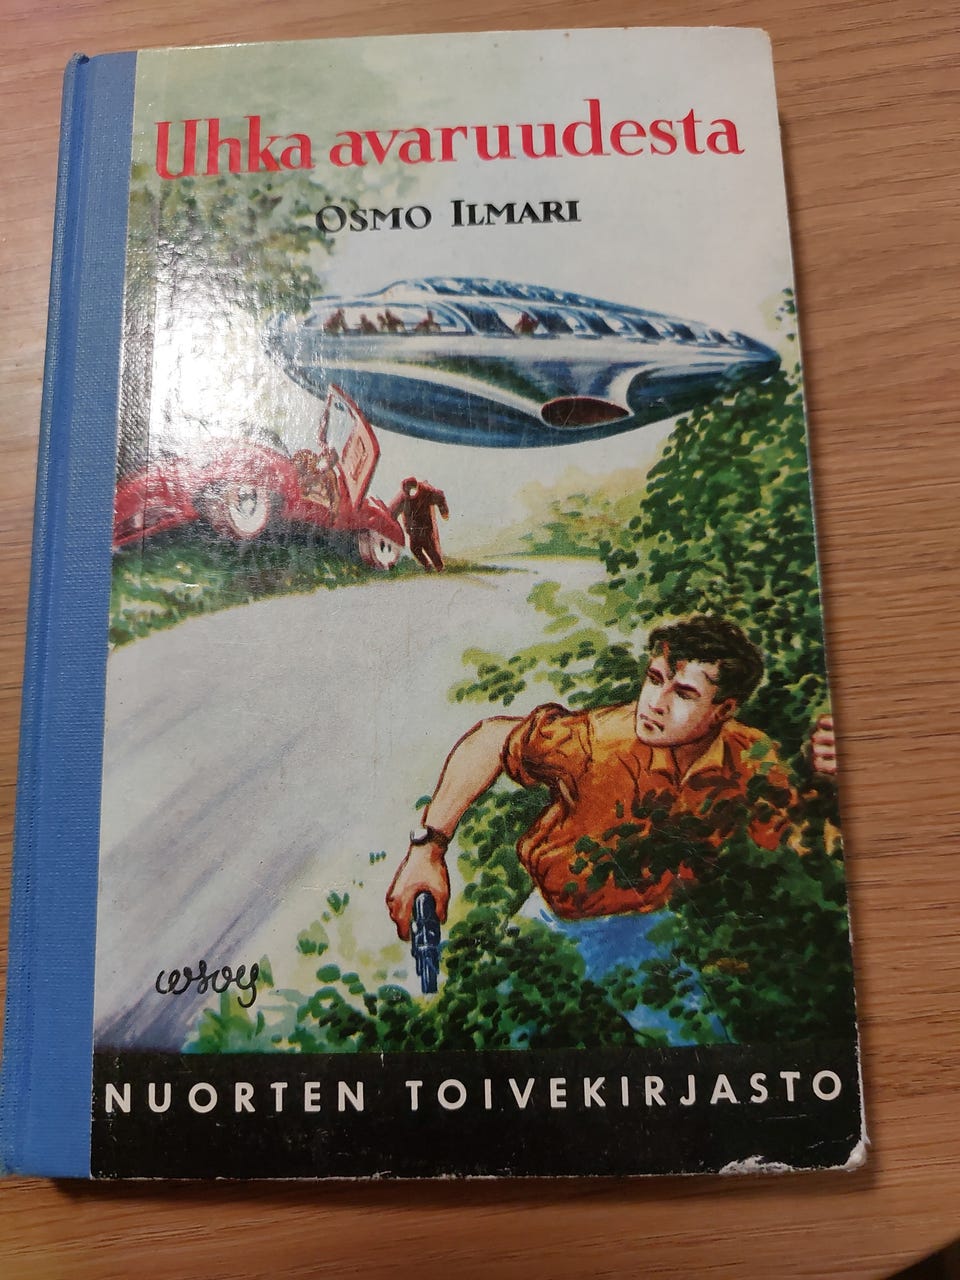 Uhka avaruudesta
OSMO ILMARI
wsoy
NUORTEN TOIVEKIRJASTO